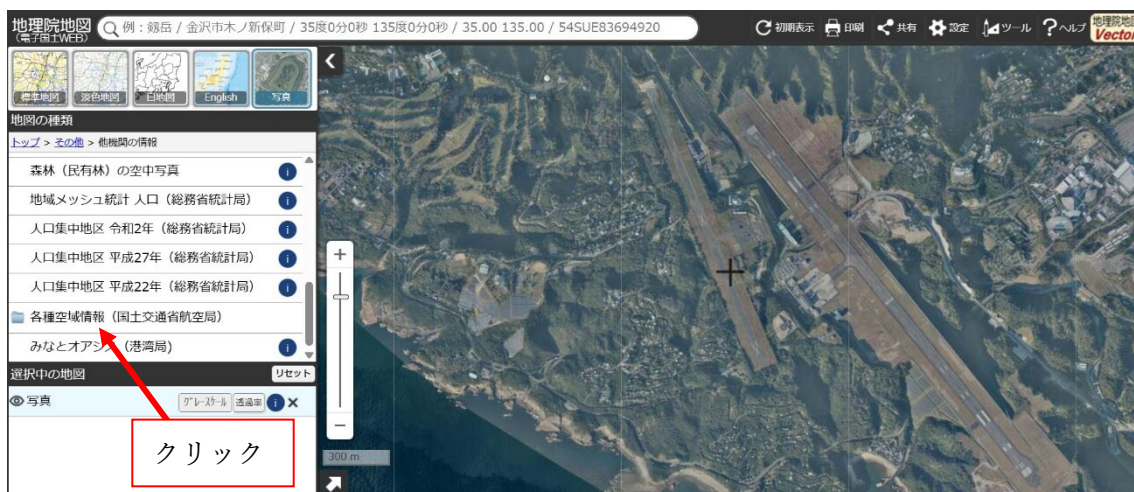 地理院地図
(電子国土WEB)
例：剱岳 / 金沢市木ノ新保町 / 35度0分0秒 135度0分0秒 / 35.00 135.00 / 54SUE83694920
初期表示 印刷 共有 設定 ツール ヘルプ
地理院地図
Vector
標準地図 淡色地図 白地図 English 写真
地図の種類
トップ > その他 > 他機関の情報
森林（民有林）の空中写真
地域メッシュ統計 人口（総務省統計局）
人口集中地区 令和2年（総務省統計局）
人口集中地区 平成27年（総務省統計局）
人口集中地区 平成22年（総務省統計局）
各種空域情報（国土交通省航空局）
みなとオアシス（港湾局)
選択中の地図 リセット
写真 グレースケール 透過率
クリック
300 m